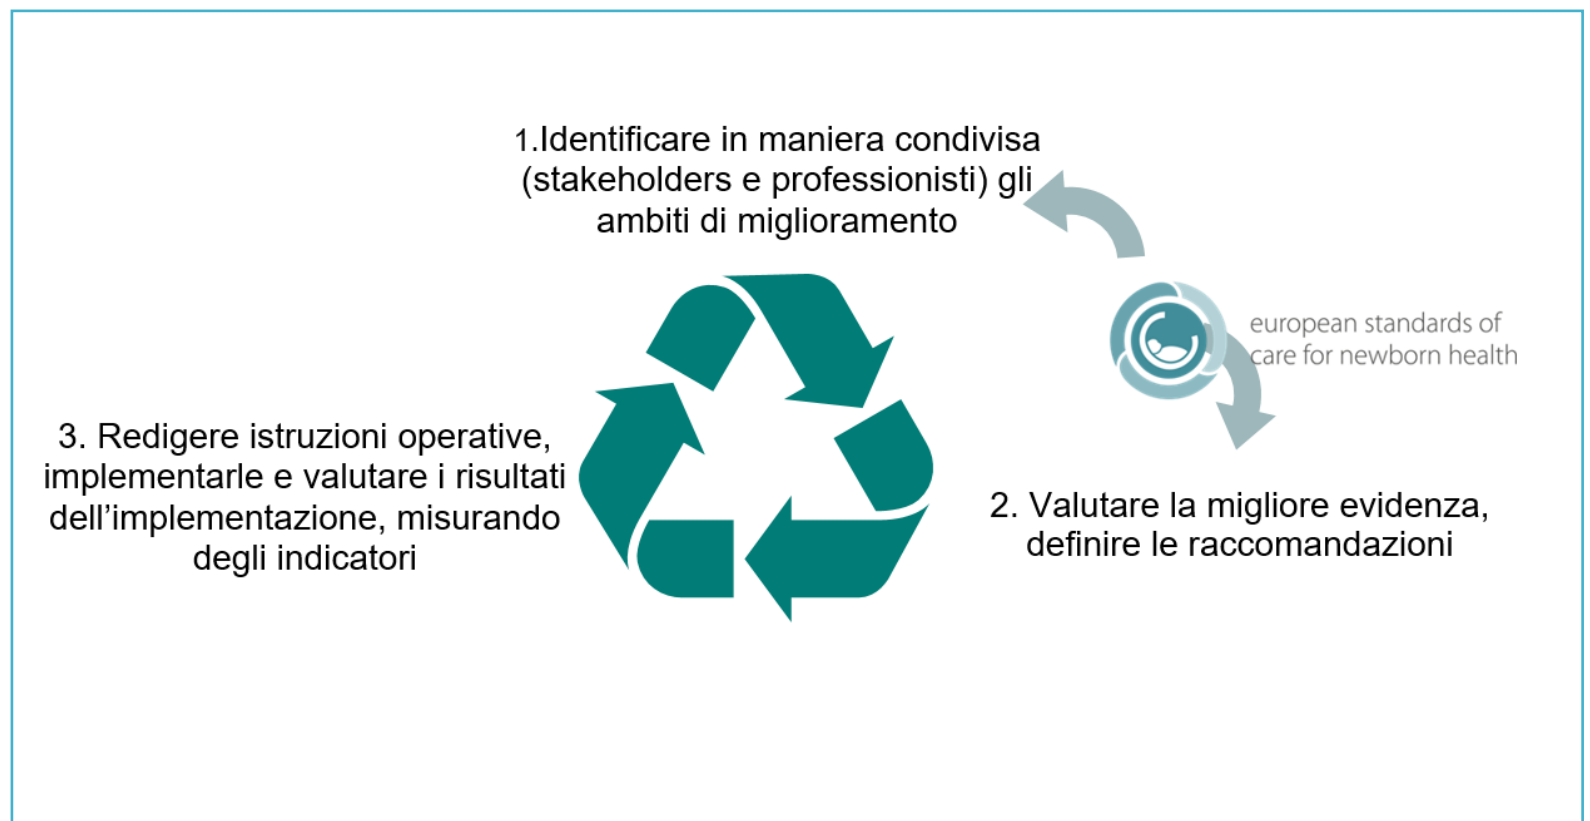 1.Identificare in maniera condivisa
(stakeholders e professionisti) gli
ambiti di miglioramento
european standards of
care for newborn health
3. Redigere istruzioni operative,
implementarle e valutare i risultati
dell’implementazione, misurando
degli indicatori
2. Valutare la migliore evidenza,
definire le raccomandazioni